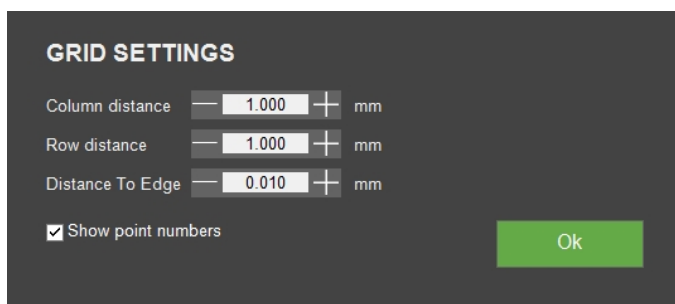 GRID SETTINGS
Column distance 1.000 mm
Row distance 1.000 mm
Distance To Edge 0.010 mm
Show point numbers
Ok